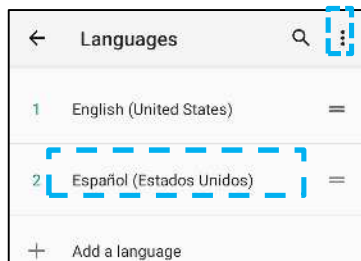 Languages
1 English (United States)
2 Español (Estados Unidos)
Add a language